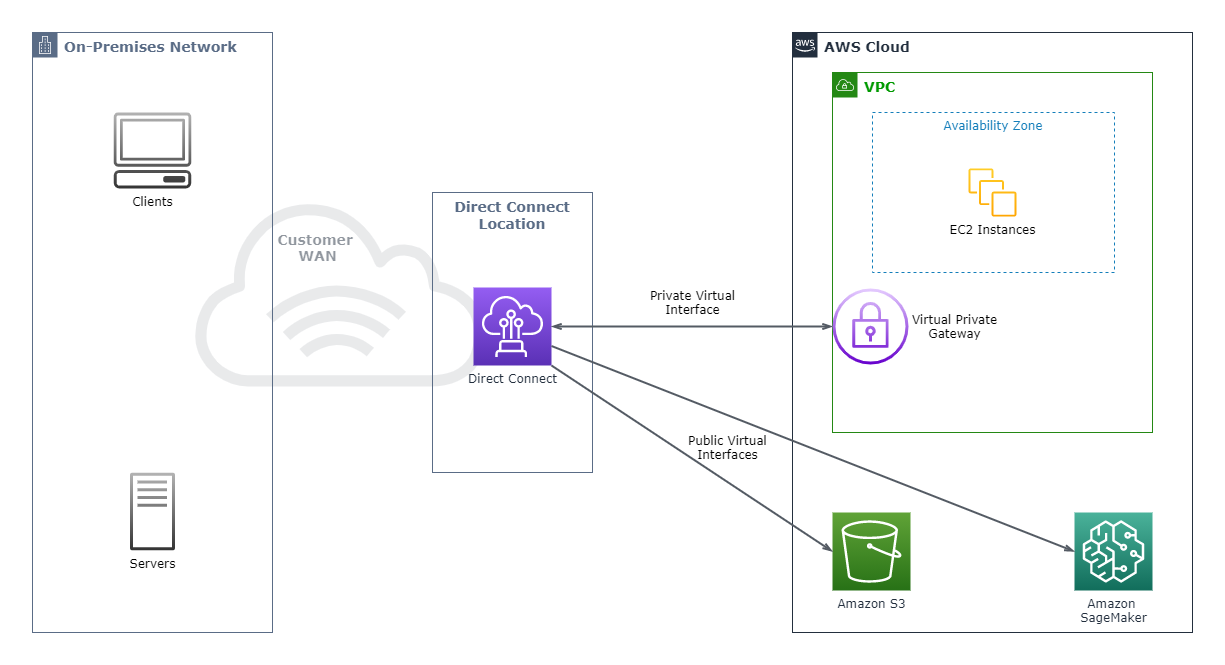 On-Premises Network
Clients
Servers
Customer
WAN
Direct Connect
Location
Direct Connect
Private Virtual
Interface
Public Virtual
Interfaces
aws
AWS Cloud
VPC
Availability Zone
EC2 Instances
Virtual Private
Gateway
Amazon S3
Amazon
SageMaker